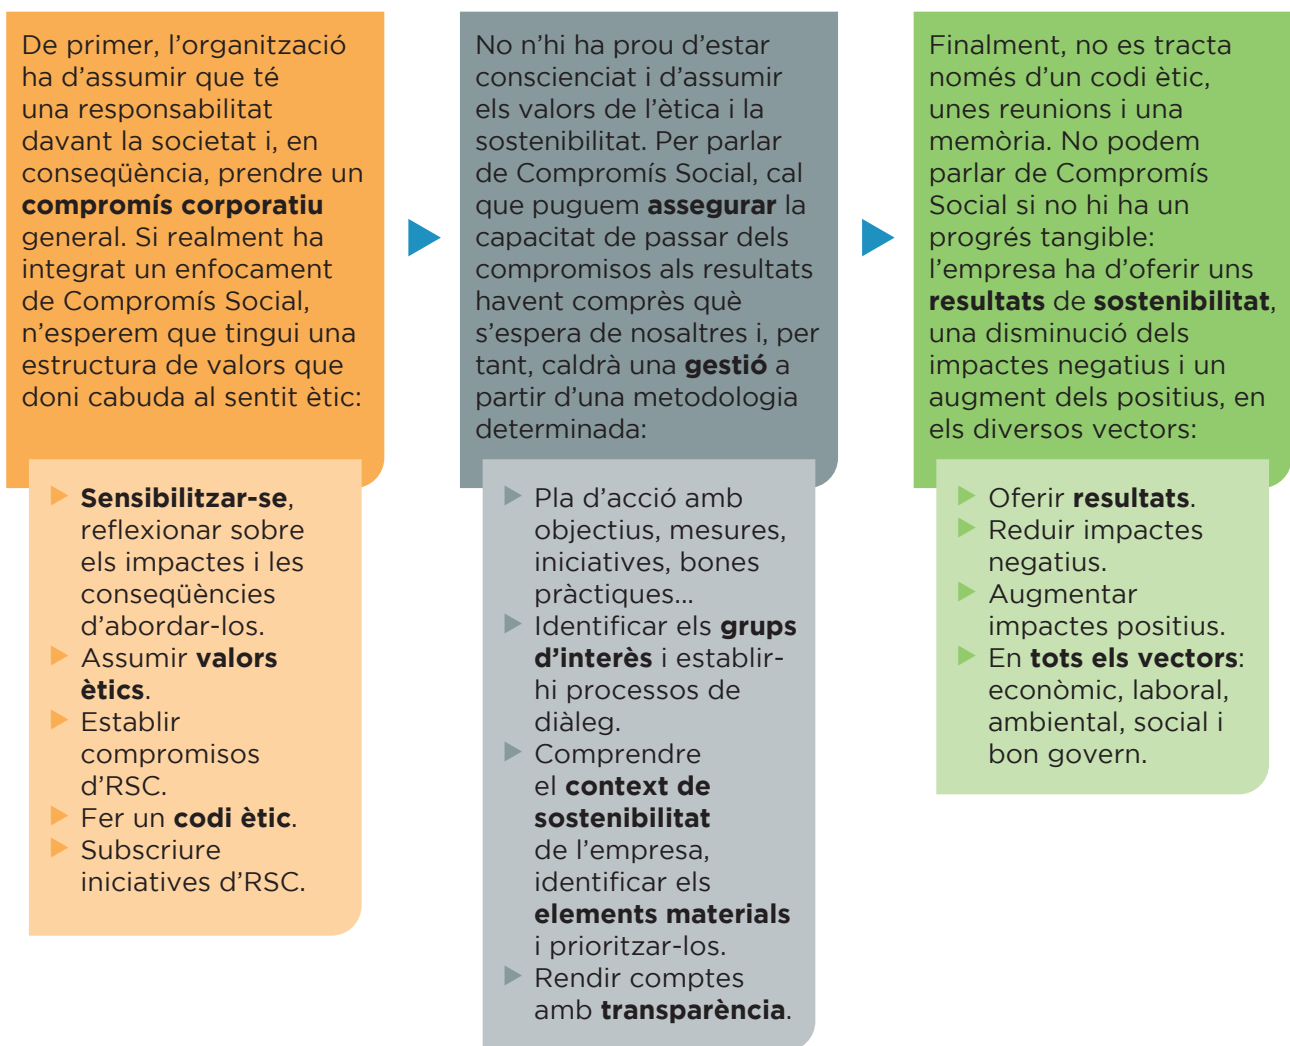 De primer, l’organització
ha d’assumir que té
una responsabilitat
davant la societat i, en
conseqüència, prendre un
compromís corporatiu
general. Si realment ha
integrat un enfocament
de Compromís Social,
n’esperem que tingui una
estructura de valors que
doni cabuda al sentit ètic:
Sensibilitzar-se,
reflexionar sobre
els impactes i les
conseqüències
d’abordar-los.
Assumir valors
ètics.
Establir
compromisos
d’RSC.
Fer un codi ètic.
Subscriure
iniciatives d’RSC.
No n’hi ha prou d’estar
conscienciat i d’assumir
els valors de l’ètica i la
sostenibilitat. Per parlar
de Compromís Social, cal
que puguem assegurar la
capacitat de passar dels
compromisos als resultats
havent comprès què
s’espera de nosaltres i, per
tant, caldrà una gestió a
partir d’una metodologia
determinada:
Pla d’acció amb
objectius, mesures,
iniciatives, bones
pràctiques...
Identificar els grups
d’interès i establir-
hi processos de
diàleg.
Comprendre
el context de
sostenibilitat
de l’empresa,
identificar els
elements materials
i prioritzar-los.
Rendir comptes
amb transparència.
Finalment, no es tracta
només d’un codi ètic,
unes reunions i una
memòria. No podem
parlar de Compromís
Social si no hi ha un
progrés tangible:
l’empresa ha d’oferir uns
resultats de sostenibilitat,
una disminució dels
impactes negatius i un
augment dels positius, en
els diversos vectors:
Oferir resultats.
Reduir impactes
negatius.
Augmentar
impactes positius.
En tots els vectors:
econòmic, laboral,
ambiental, social i
bon govern.